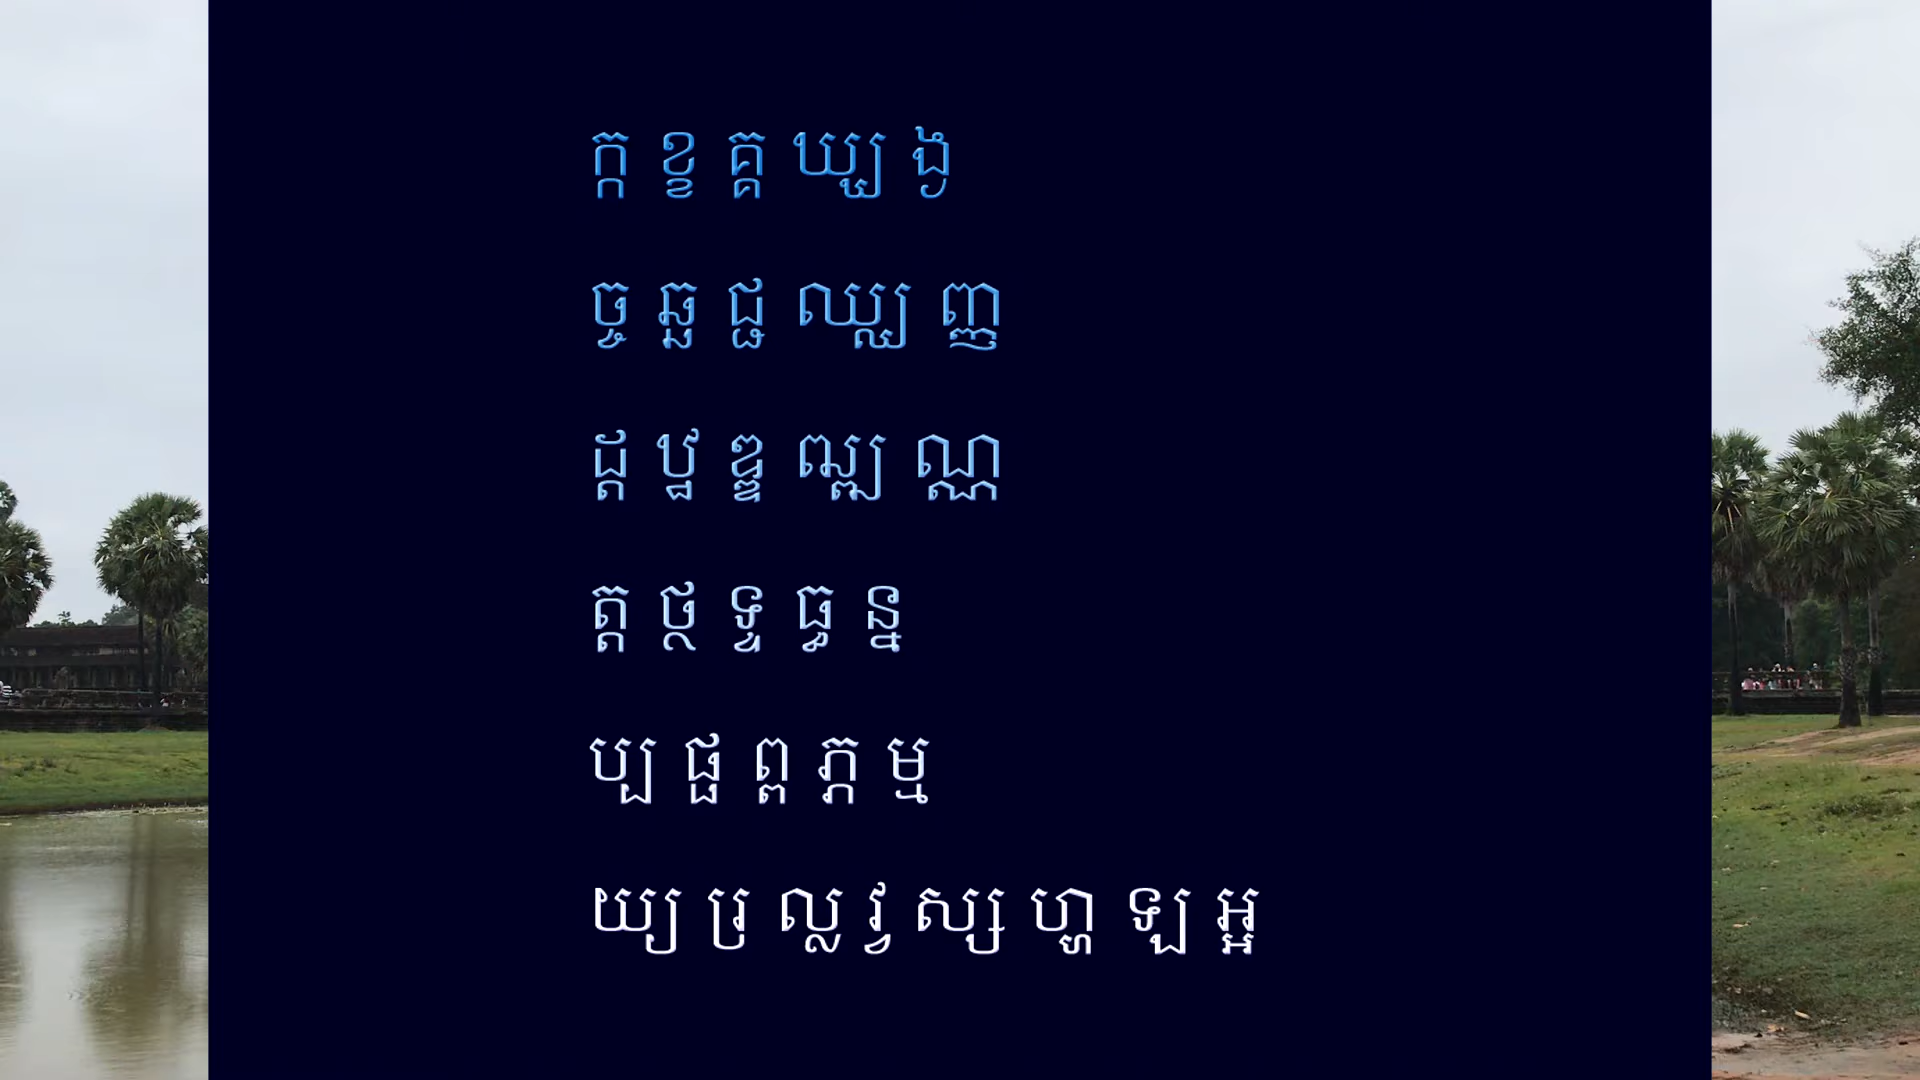 ក្ក ខ្ខ គ្គ ឃ្ឃ ង្ង
ច្ច ឆ្ឆ ជ្ជ ឈ្ឈ ញ្ញ
ដ្ដ ឋ្ឋ ឌ្ឌ ឍ្ឍ ណ្ណ
ត្ត ថ្ថ ទ្ទ ធ្ធ ន្ន
ប្ប ផ្ផ ព្ព ភ្ភ ម្ម
យ្យ រ្រ ល្ល វ្វ ស្ស ហ្ហ ឡ អ្អ